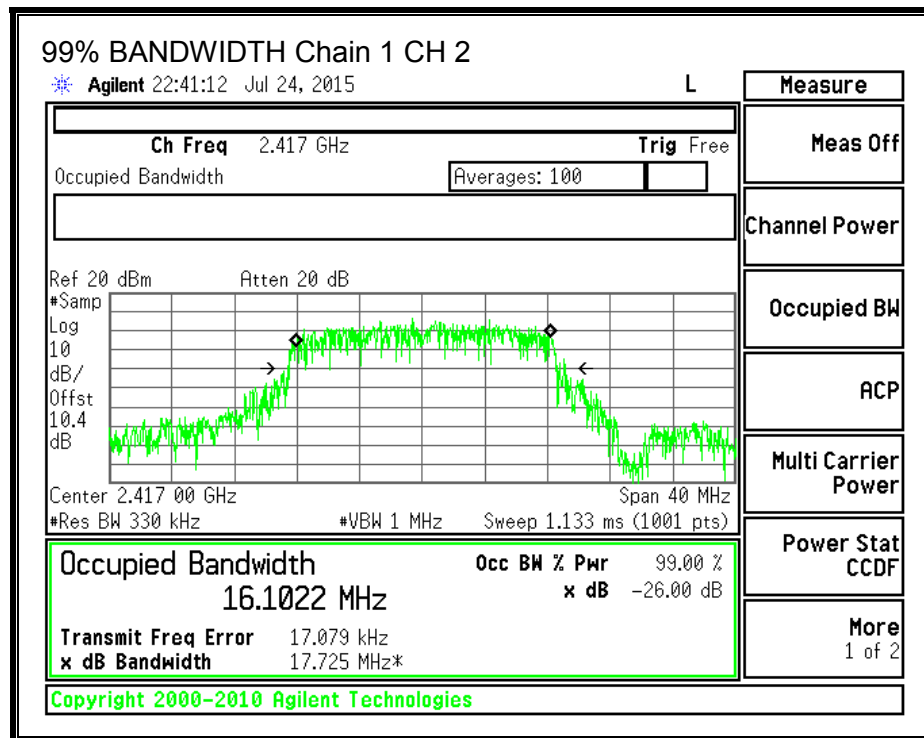 99% BANDWIDTH Chain 1 CH 2
Agilent 22:41:12 Jul 24, 2015 L
Measure
Ch Freq 2.417 GHz Trig Free
Meas Off
Occupied Bandwidth Averages: 100
Channel Power
Ref 20 dBm Atten 20 dB
#Samp
Log
10
dB/
Offst
10.4
dB
Occupied BW
ACP
Multi Carrier
Power
Center 2.417 00 GHz Span 40 MHz
#Res BW 330 kHz #VBW 1 MHz Sweep 1.133 ms (1001 pts)
Power Stat
CCDF
Occupied Bandwidth Occ BW % Pwr 99.00 %
16.1022 MHz x dB -26.00 dB
Transmit Freq Error 17.079 kHz
x dB Bandwidth 17.725 MHz*
More
1 of 2
Copyright 2000-2010 Agilent Technologies